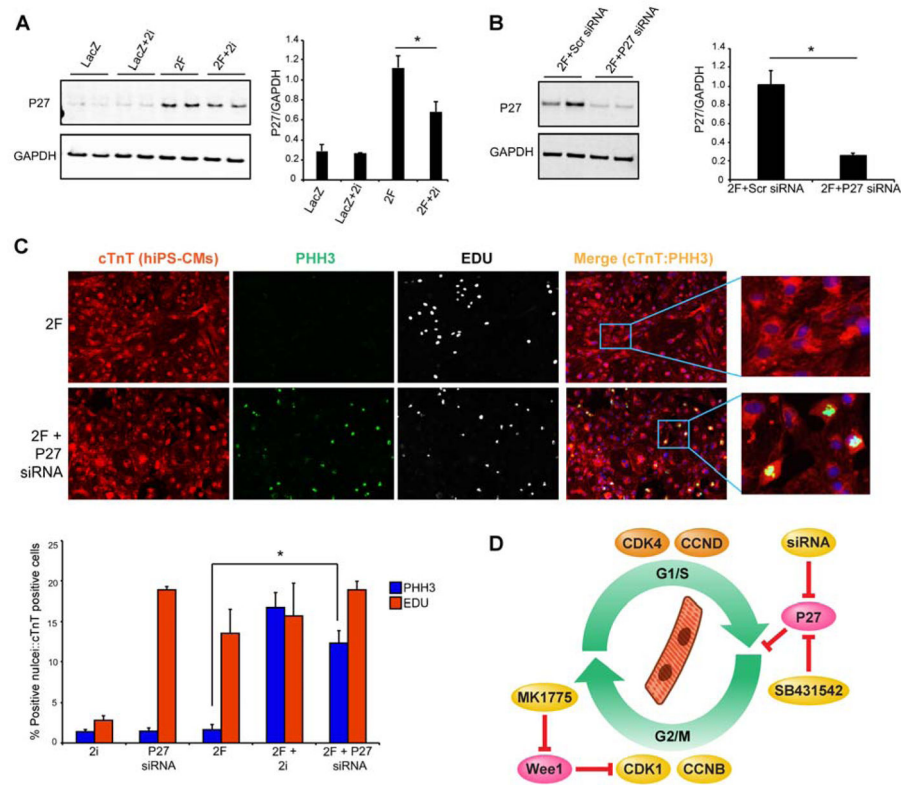 A
LacZ
LacZ+2i
2F
2F+2i
P27
GAPDH
P27/GAPDH
1.4
1.2
1.0
0.8
0.6
0.4
0.2
0
*
LacZ
LacZ+2i
2F
2F+2i
B
2F+Scr siRNA
2F+P27 siRNA
P27
GAPDH
P27/GAPDH
1.4
1.2
1.0
0.8
0.6
0.4
0.2
0
*
2F+Scr siRNA
2F+P27 siRNA
C
cTnT (hiPS-CMs)
PHH3
EDU
Merge (cTnT:PHH3)
2F
2F +
P27
siRNA
% Positive nulcei::cTnT positive cells
25
20
15
10
5
0
*
PHH3
EDU
2i
P27
siRNA
2F
2F +
2i
2F + P27
siRNA
D
CDK4
CCND
siRNA
G1/S
P27
MK1775
SB431542
G2/M
Wee1
CDK1
CCNB